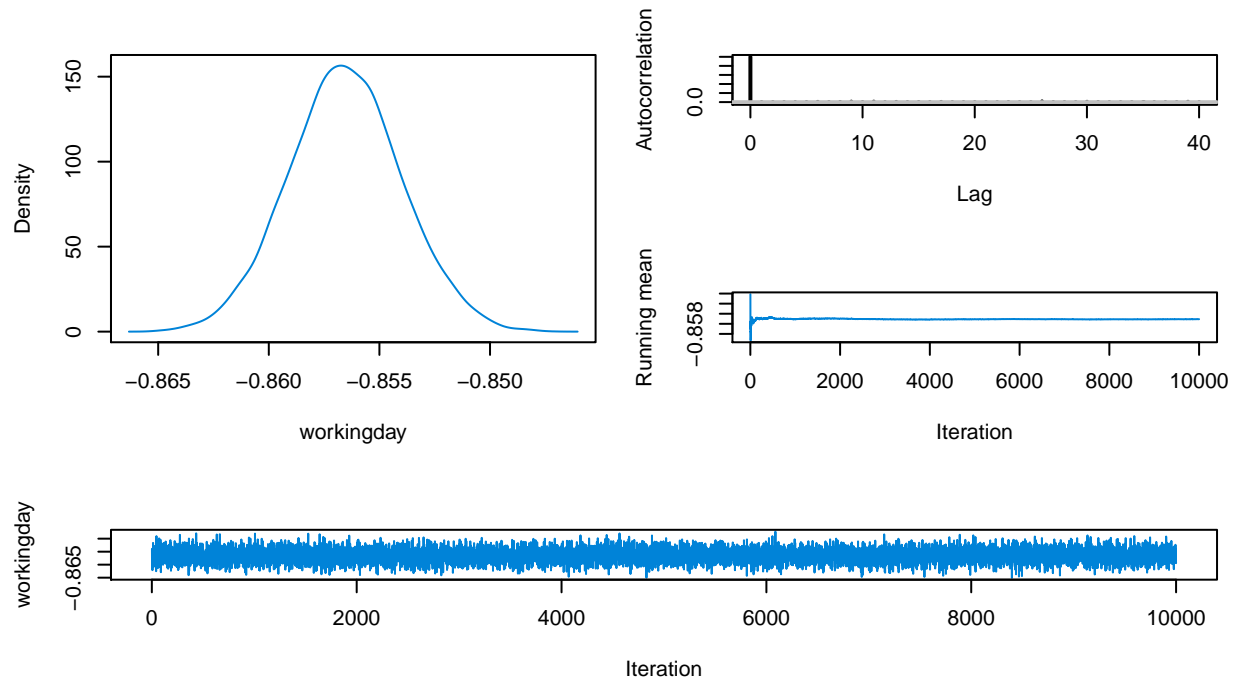 Density
150
100
50
0
−0.865 −0.860 −0.855 −0.850
workingday
Autocorrelation
0.0
0 10 20 30 40
Lag
Running mean
−0.858
0 2000 4000 6000 8000 10000
Iteration
workingday
−0.865
0 2000 4000 6000 8000 10000
Iteration